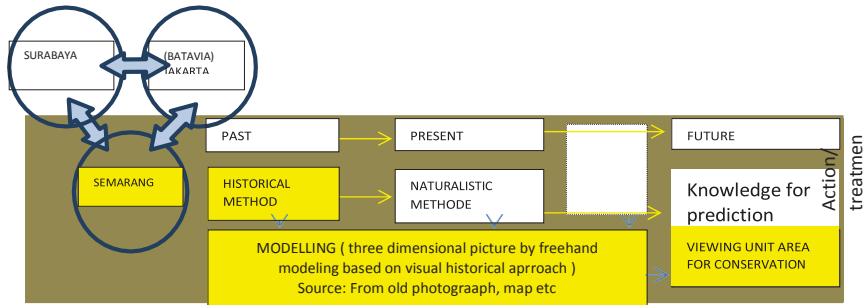 SURABAYA
(BATAVIA)
JAKARTA
PAST
PRESENT
FUTURE
SEMARANG
HISTORICAL
METHOD
NATURALISTIC
METHODE
Knowledge for
prediction
Action/
treatmen
MODELLING ( three dimensional picture by freehand
modeling based on visual historical aprroach )
Source: From old photograaph, map etc
VIEWING UNIT AREA
FOR CONSERVATION